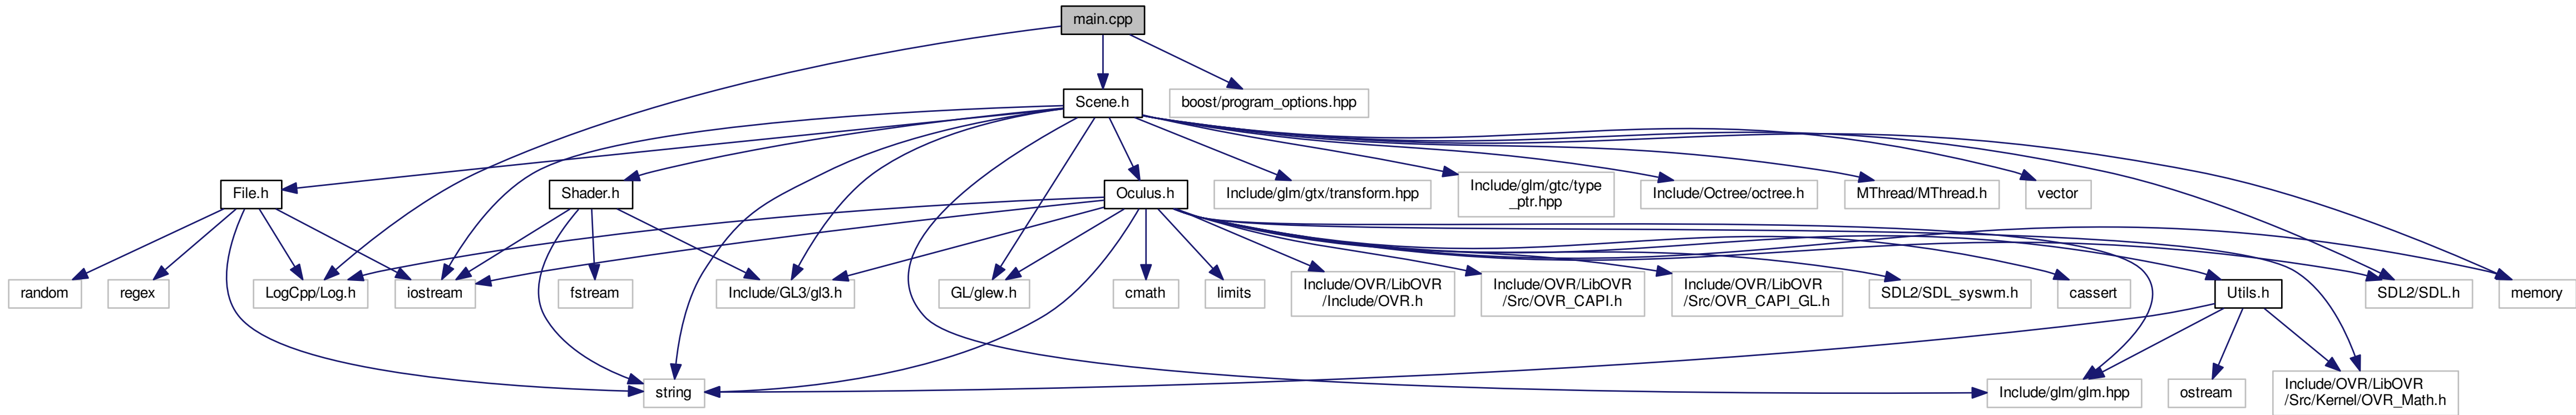 main.cpp
Scene.h
boost/program_options.hpp
File.h
Shader.h
Oculus.h
Include/glm/gtx/transform.hpp
Include/glm/gtc/type
_ptr.hpp
Include/Octree/octree.h
MThread/MThread.h
vector
random
regex
LogCpp/Log.h
iostream
fstream
Include/GL3/gl3.h
GL/glew.h
cmath
limits
Include/OVR/LibOVR
/Include/OVR.h
Include/OVR/LibOVR
/Src/OVR_CAPI.h
Include/OVR/LibOVR
/Src/OVR_CAPI_GL.h
SDL2/SDL_syswm.h
cassert
Utils.h
SDL2/SDL.h
memory
string
Include/glm/glm.hpp
ostream
Include/OVR/LibOVR
/Src/Kernel/OVR_Math.h